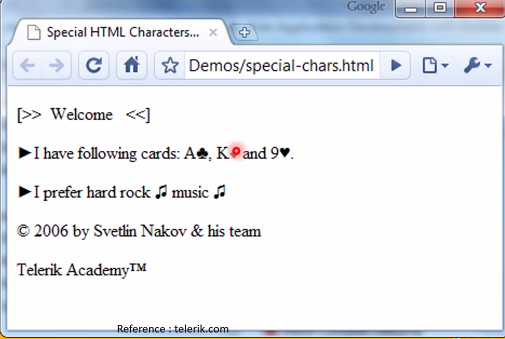 Google
Special HTML Characters...
Demos/special-chars.html
[>> Welcome <<]
►I have following cards: A♣, K and 9♥.
►I prefer hard rock ♫ music ♫
© 2006 by Svetlin Nakov & his team
Telerik Academy™
Reference : telerik.com